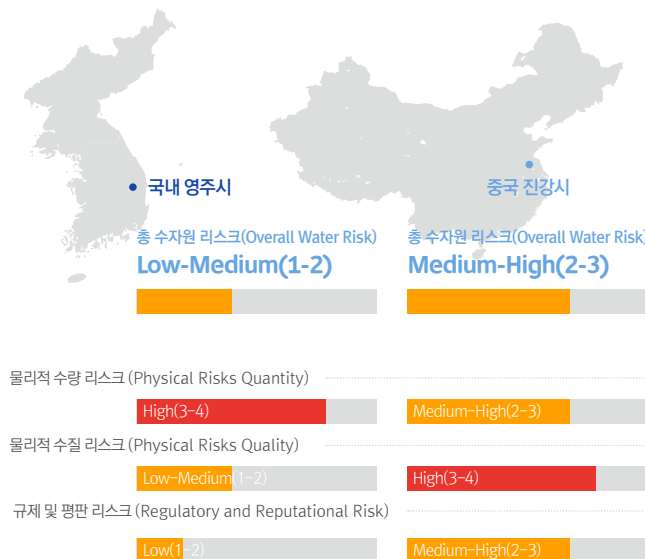 국내 영주시
중국 진강시
총 수자원 리스크(Overall Water Risk)
Low-Medium(1-2)
총 수자원 리스크(Overall Water Risk)
Medium-High(2-3)
물리적 수량 리스크 (Physical Risks Quantity)
High(3-4)
Medium-High(2-3)
물리적 수질 리스크 (Physical Risks Quality)
Low-Medium(1-2)
High(3-4)
규제 및 평판 리스크 (Regulatory and Reputational Risk)
Low(1-2)
Medium-High(2-3)